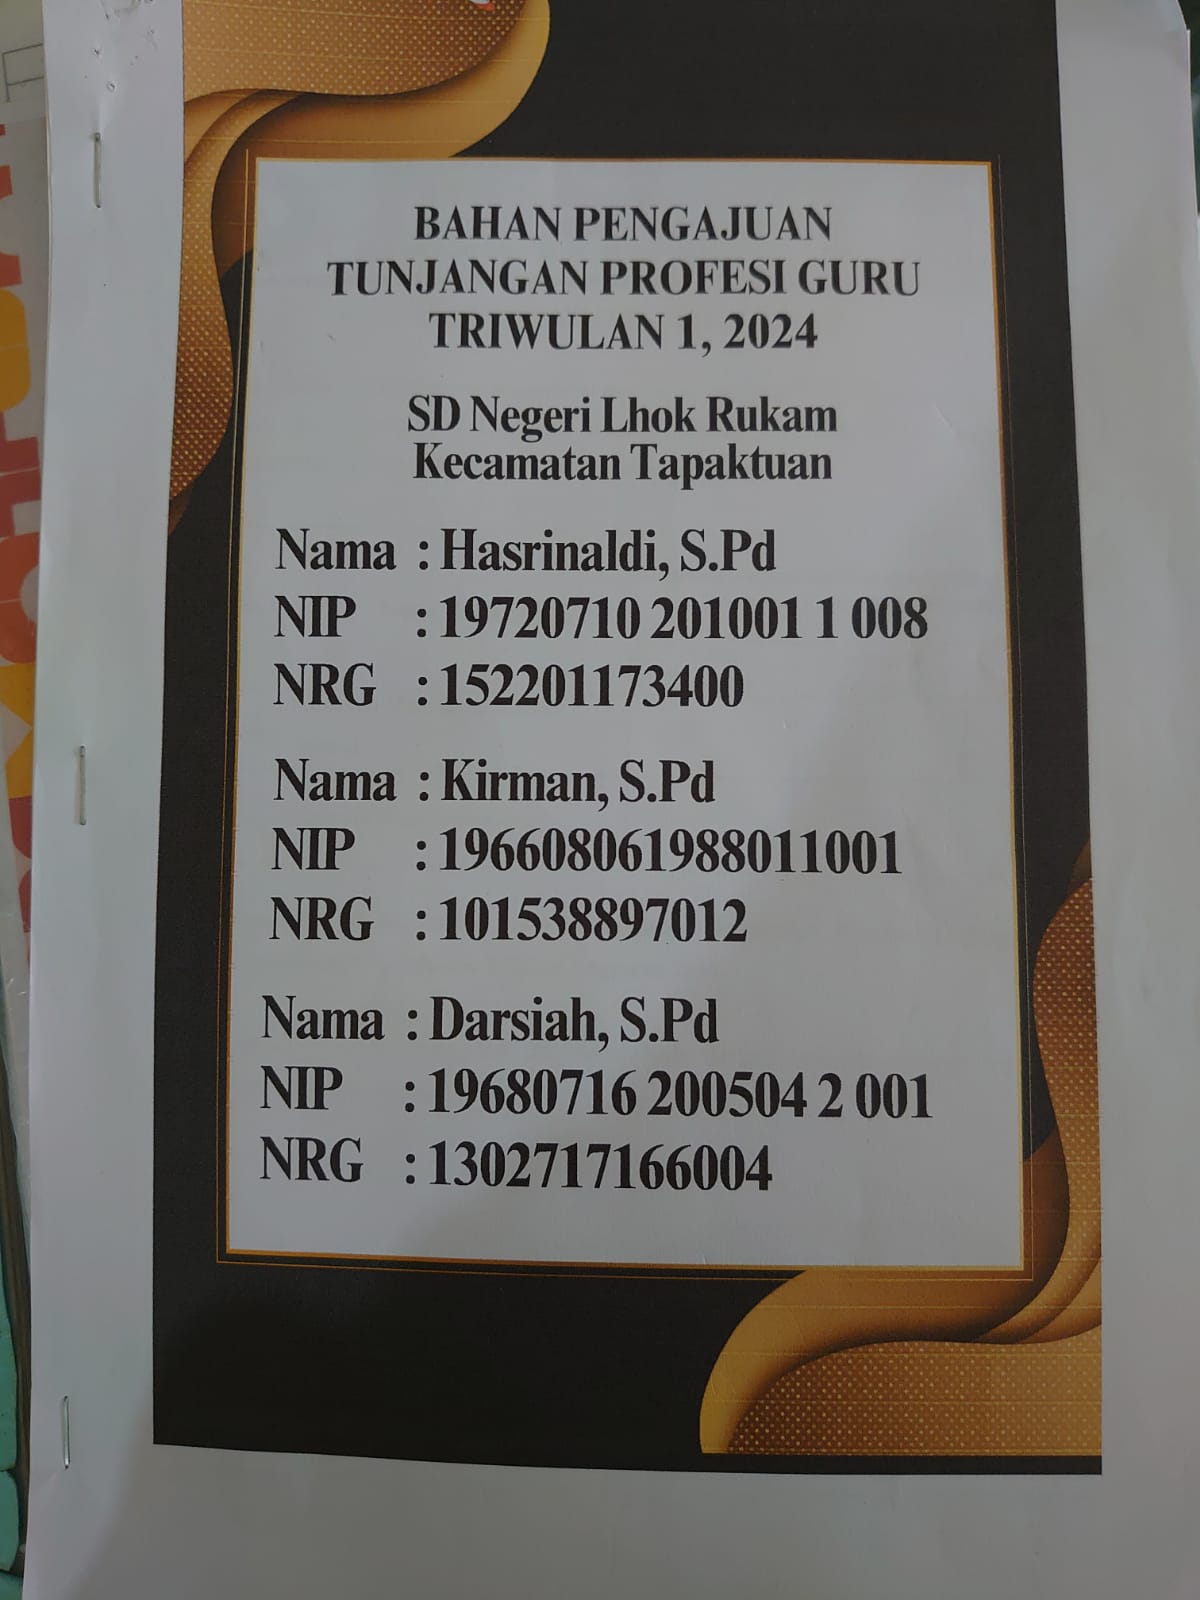 BAHAN PENGAJUAN
TUNJANGAN PROFESI GURU
TRIWULAN 1, 2024
SD Negeri Lhok Rukam
Kecamatan Tapaktuan
Nama : Hasrinaldi, S.Pd
NIP : 19720710 201001 1 008
NRG : 152201173400
Nama : Kirman, S.Pd
NIP : 196608061988011001
NRG : 101538897012
Nama : Darsiah, S.Pd
NIP : 19680716 200504 2 001
NRG : 1302717166004